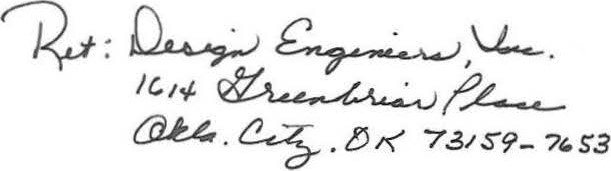 Ret: Design Engineers, Inc.
1614 Greenbriar Place
Okla. City, OK 73159-7653